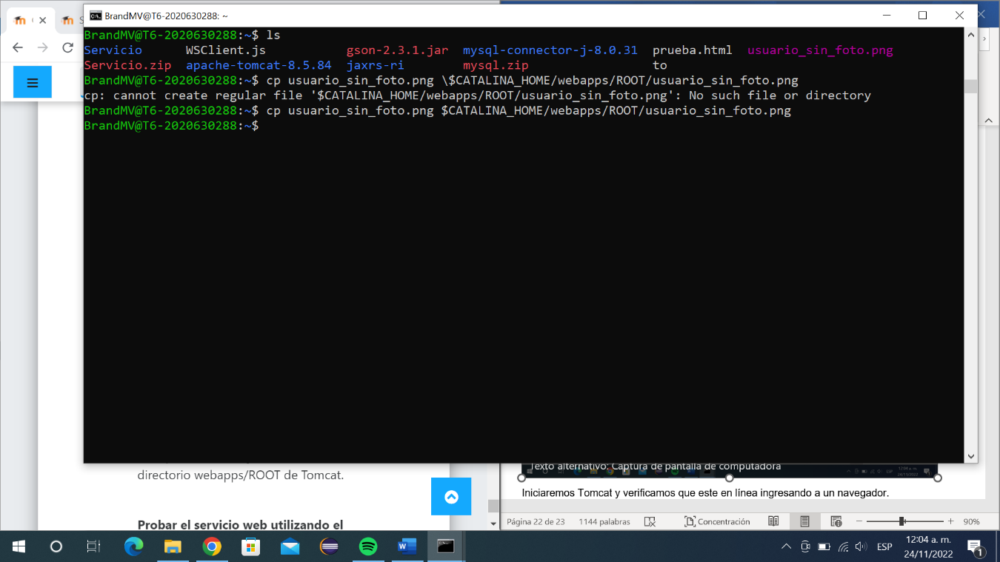 BrandMV@T6-2020630288: ~
BrandMV@T6-2020630288:~$ ls
Servicio WSClient.js gson-2.3.1.jar mysql-connector-j-8.0.31 prueba.html usuario_sin_foto.png
Servicio.zip apache-tomcat-8.5.84 jaxrs-ri mysql.zip to
BrandMV@T6-2020630288:~$ cp usuario_sin_foto.png \$CATALINA_HOME/webapps/ROOT/usuario_sin_foto.png
cp: cannot create regular file '$CATALINA_HOME/webapps/ROOT/usuario_sin_foto.png': No such file or directory
BrandMV@T6-2020630288:~$ cp usuario_sin_foto.png $CATALINA_HOME/webapps/ROOT/usuario_sin_foto.png
BrandMV@T6-2020630288:~$
directorio webapps/ROOT de Tomcat.
Probar el servicio web utilizando el
Texto alternativo: Captura de pantalla de computadora
Iniciaremos Tomcat y verificamos que este en línea ingresando a un navegador.
Página 22 de 23 1144 palabras Concentración 90%
ESP
12:04 a. m.
24/11/2022
1